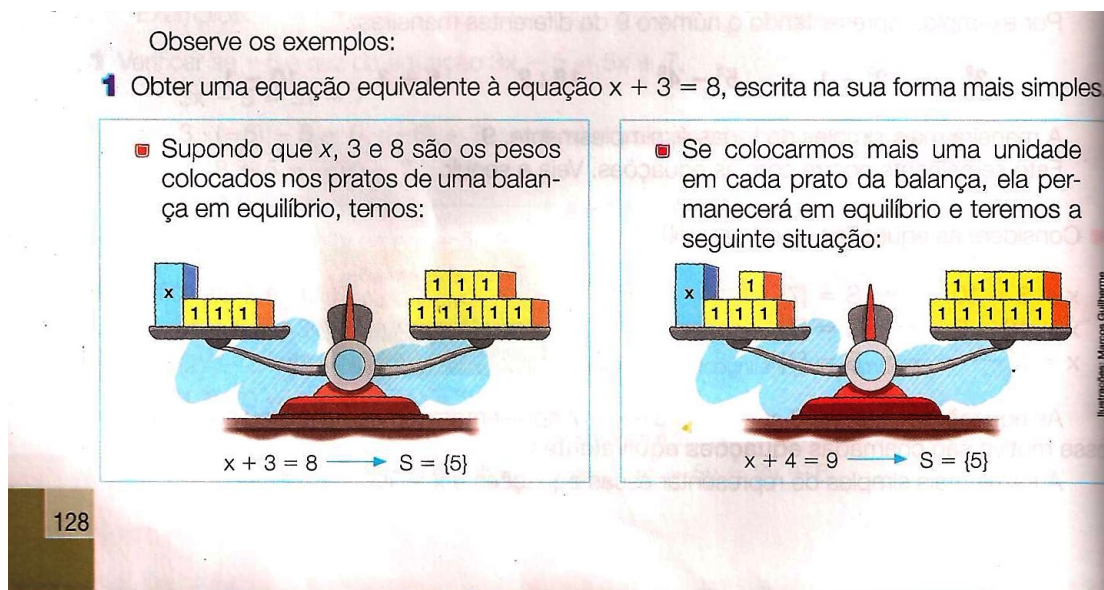 Observe os exemplos:
1 Obter uma equação equivalente à equação x + 3 = 8, escrita na sua forma mais simples.
Supondo que x, 3 e 8 são os pesos
colocados nos pratos de uma balan-
ça em equilíbrio, temos:
x
1 1 1
1 1 1
1 1 1 1 1
x + 3 = 8 → S = {5}
Se colocarmos mais uma unidade
em cada prato da balança, ela per-
manecerá em equilíbrio e teremos a
seguinte situação:
x
1
1 1 1
1 1 1 1
1 1 1 1 1
x + 4 = 9 → S = {5}
Ilustrações: Marcos Guilherme
128